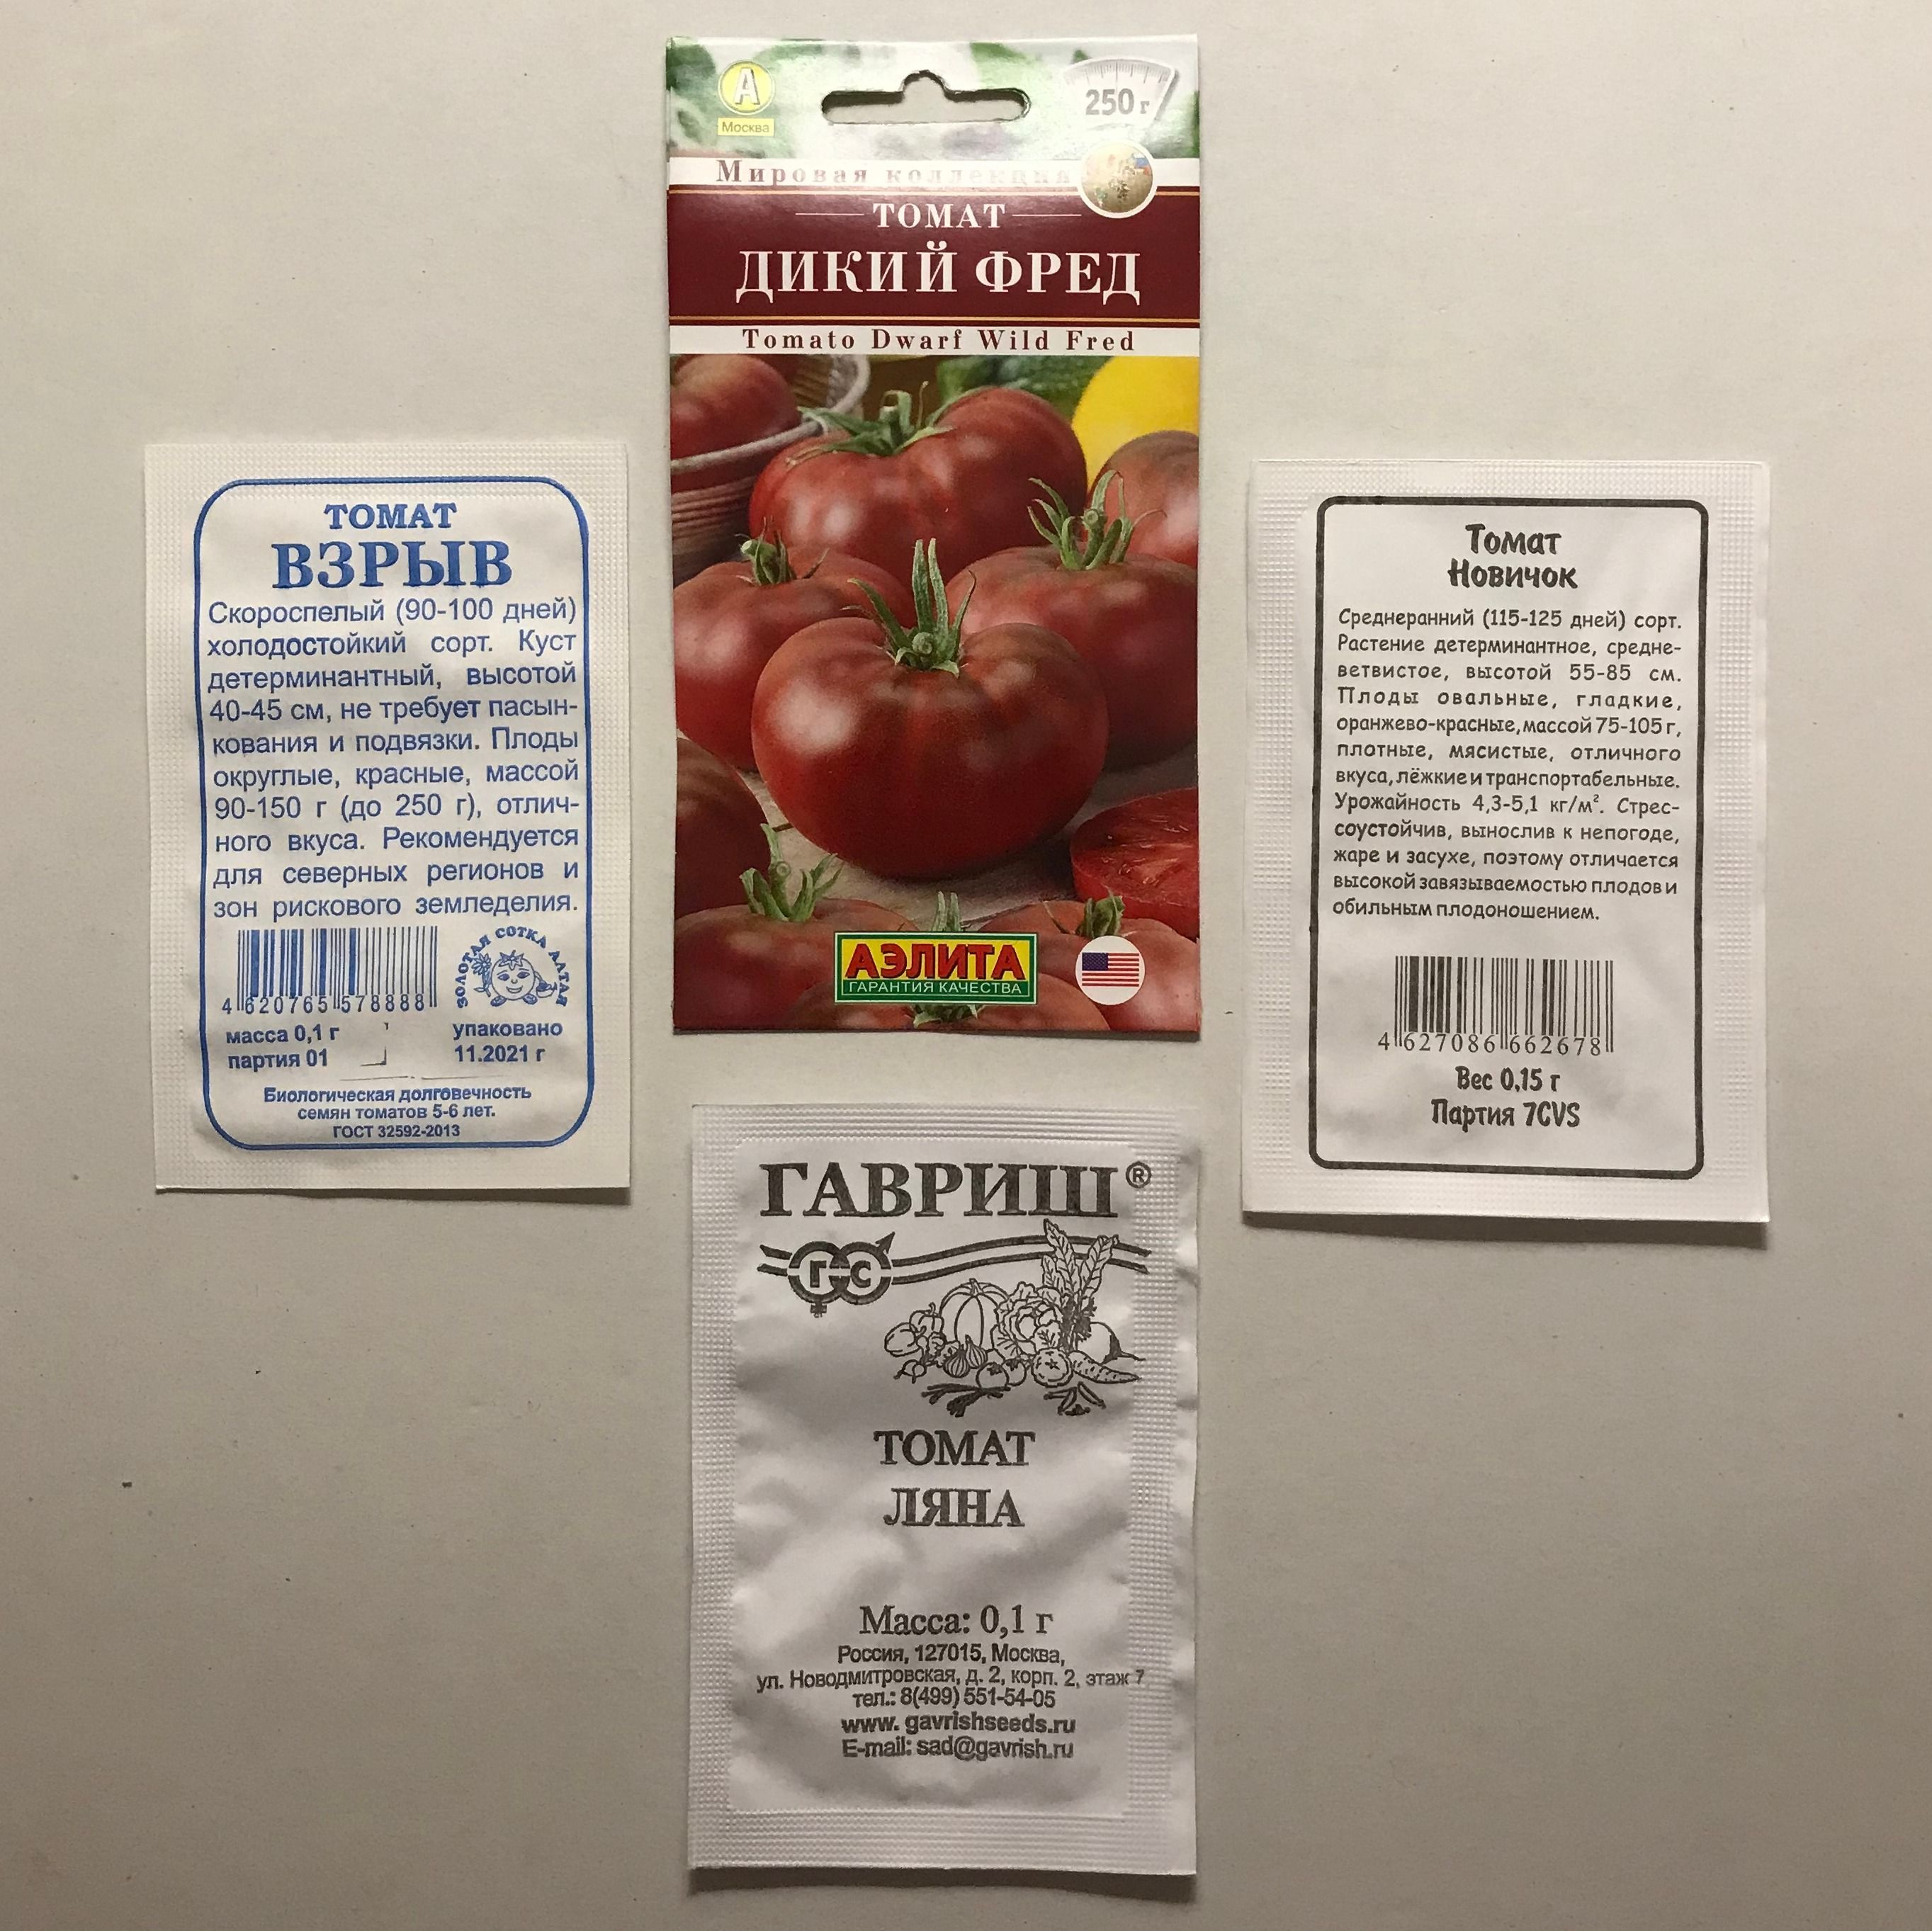 А
Москва
250 г
Мировая коллекция
ТОМАТ
ДИКИЙ ФРЕД
Tomato Dwarf Wild Fred
АЭЛИТА
ГАРАНТИЯ КАЧЕСТВА
ТОМАТ
ВЗРЫВ
Скороспелый (90-100 дней)
холодостойкий сорт. Куст
детерминантный, высотой
40-45 см, не требует пасын-
кования и подвязки. Плоды
округлые, красные, массой
90-150 г (до 250 г), отлич-
ного вкуса. Рекомендуется
для северных регионов и
зон рискового земледелия.
4 620765 578888
ЗОЛОТАЯ СОТКА АЛТАЯ
масса 0,1 г
партия 01
упаковано
11.2021 г
Биологическая долговечность
семян томатов 5-6 лет.
ГОСТ 32592-2013
Томат
Новичок
Среднеранний (115-125 дней) сорт.
Растение детерминантное, средне-
ветвистое, высотой 55-85 см.
Плоды овальные, гладкие,
оранжево-красные, массой 75-105 г,
плотные, мясистые, отличного
вкуса, лёжкие и транспортабельные.
Урожайность 4,3-5,1 кг/м². Стрес-
соустойчив, вынослив к непогоде,
жаре и засухе, поэтому отличается
высокой завязываемостью плодов и
обильным плодоношением.
4 627086 662678
Вес 0,15 г
Партия 7CVS
ГАВРИШ®
ГС
ТОМАТ
ЛЯНА
Масса: 0,1 г
Россия, 127015, Москва,
ул. Новодмитровская, д. 2, корп. 2, этаж 7
тел.: 8(499) 551-54-05
www. gavrishseeds.ru
E-mail: sad@gavrish.ru